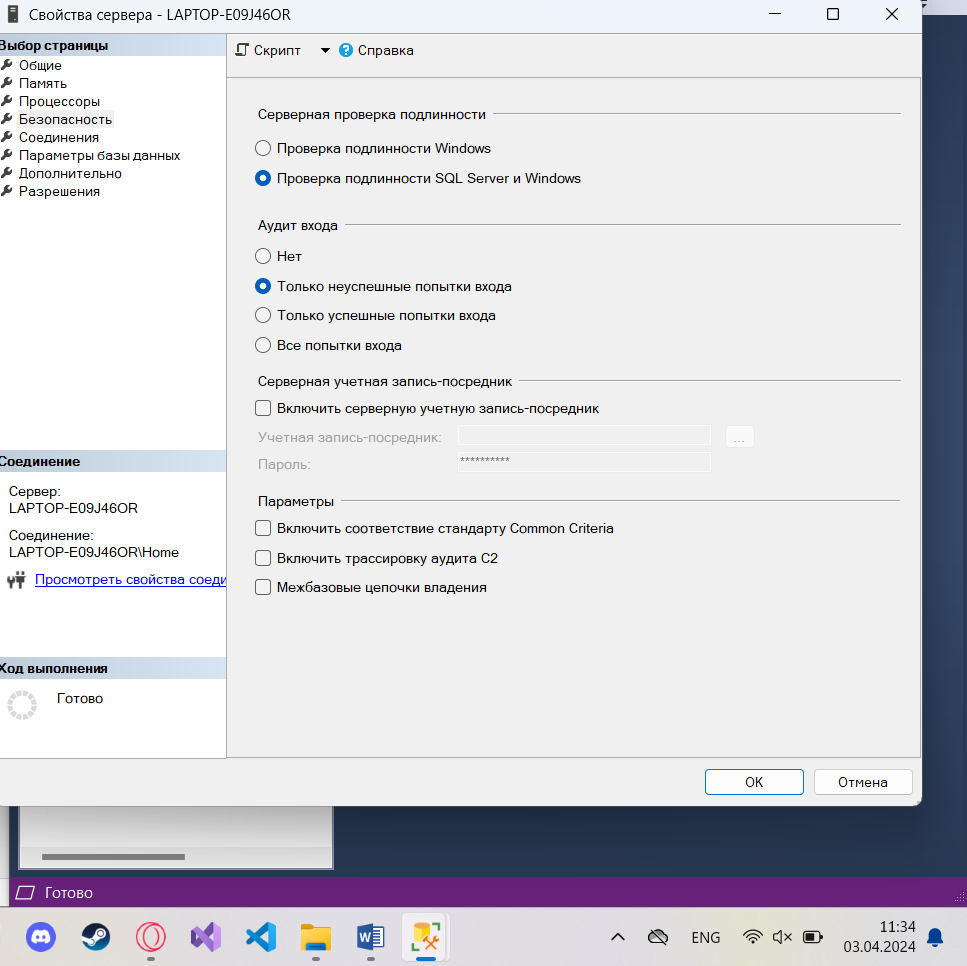 Свойства сервера - LAPTOP-E09J46OR
Выбор страницы
Общие
Память
Процессоры
Безопасность
Соединения
Параметры базы данных
Дополнительно
Разрешения
Соединение
Сервер:
LAPTOP-E09J46OR
Соединение:
LAPTOP-E09J46OR\Home
Просмотреть свойства соеди
Ход выполнения
Готово
Скрипт
Справка
Серверная проверка подлинности
Проверка подлинности Windows
Проверка подлинности SQL Server и Windows
Аудит входа
Нет
Только неуспешные попытки входа
Только успешные попытки входа
Все попытки входа
Серверная учетная запись-посредник
Включить серверную учетную запись-посредник
Учетная запись-посредник:
...
Пароль:
**********
Параметры
Включить соответствие стандарту Common Criteria
Включить трассировку аудита C2
Межбазовые цепочки владения
ОК
Отмена
Готово
ENG
11:34
03.04.2024